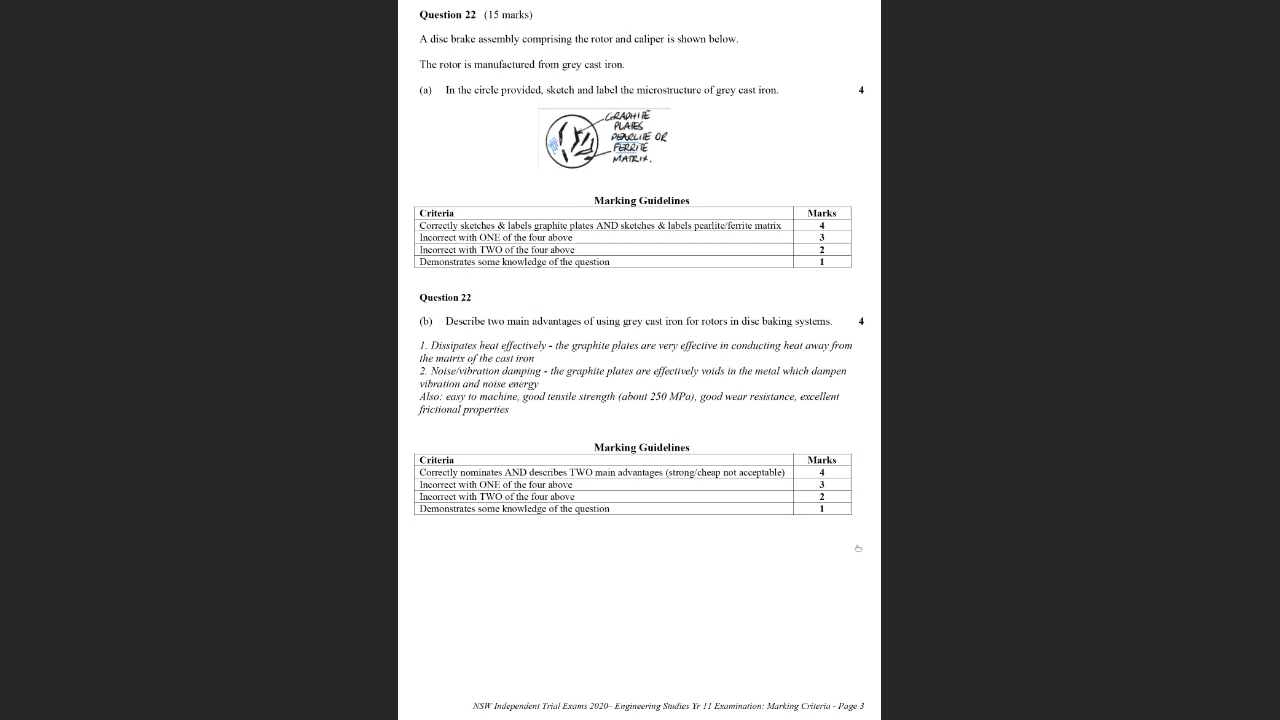 Question 22 (15 marks)
A disc brake assembly comprising the rotor and caliper is shown below.
The rotor is manufactured from grey cast iron.
(a) In the circle provided, sketch and label the microstructure of grey cast iron. 4
GRAPHITE
PLATES
PEARLITE OR
FERRITE
MATRIX.
Marking Guidelines
Criteria Marks
Correctly sketches & labels graphite plates AND sketches & labels pearlite/ferrite matrix 4
Incorrect with ONE of the four above 3
Incorrect with TWO of the four above 2
Demonstrates some knowledge of the question 1
Question 22
(b) Describe two main advantages of using grey cast iron for rotors in disc baking systems. 4
1. Dissipates heat effectively - the graphite plates are very effective in conducting heat away from
the matrix of the cast iron
2. Noise/vibration damping - the graphite plates are effectively voids in the metal which dampen
vibration and noise energy
Also: easy to machine, good tensile strength (about 250 MPa), good wear resistance, excellent
frictional properties
Marking Guidelines
Criteria Marks
Correctly nominates AND describes TWO main advantages (strong/cheap not acceptable) 4
Incorrect with ONE of the four above 3
Incorrect with TWO of the four above 2
Demonstrates some knowledge of the question 1
NSW Independent Trial Exams 2020– Engineering Studies Yr 11 Examination: Marking Criteria - Page 3